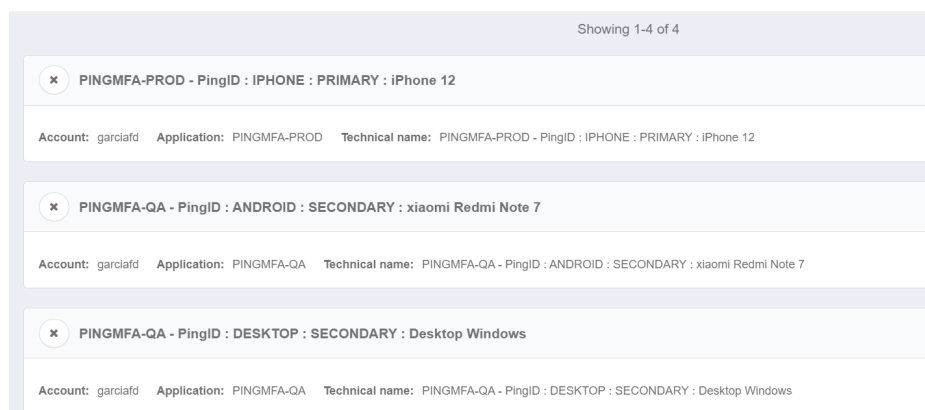 Showing 1-4 of 4
PINGMFA-PROD - PingID : IPHONE : PRIMARY : iPhone 12
Account: garciafd Application: PINGMFA-PROD Technical name: PINGMFA-PROD - PingID : IPHONE : PRIMARY : iPhone 12
PINGMFA-QA - PingID : ANDROID : SECONDARY : xiaomi Redmi Note 7
Account: garciafd Application: PINGMFA-QA Technical name: PINGMFA-QA - PingID : ANDROID : SECONDARY : xiaomi Redmi Note 7
PINGMFA-QA - PingID : DESKTOP : SECONDARY : Desktop Windows
Account: garciafd Application: PINGMFA-QA Technical name: PINGMFA-QA - PingID : DESKTOP : SECONDARY : Desktop Windows